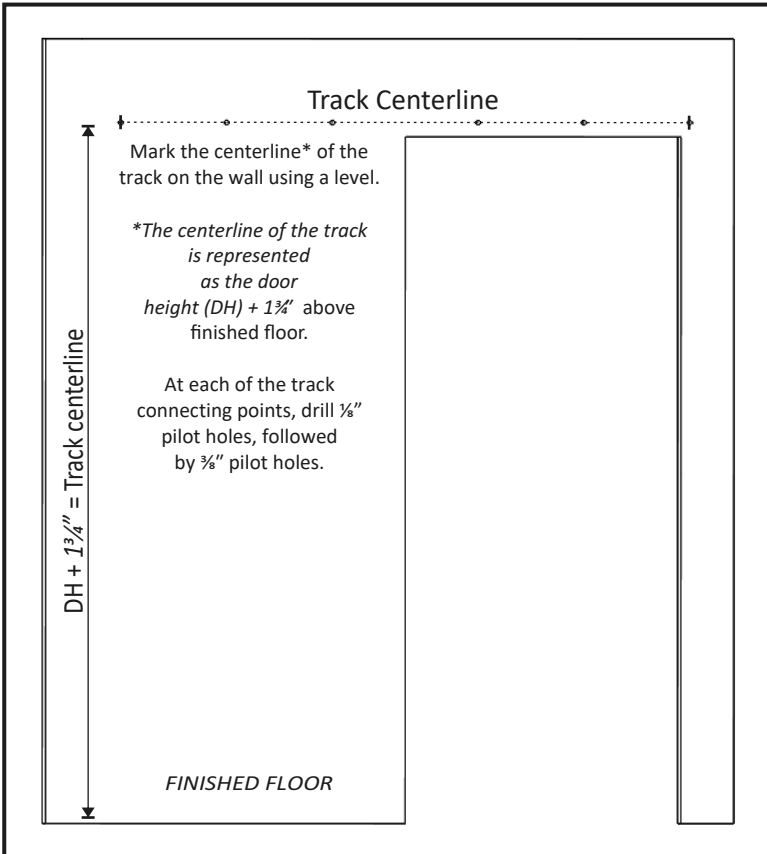 Track Centerline
Mark the centerline* of the
track on the wall using a level.
*The centerline of the track
is represented
as the door
height (DH) + 1¾″ above
finished floor.
At each of the track
connecting points, drill ⅛″
pilot holes, followed
by ⅜″ pilot holes.
DH + 1¾″ = Track centerline
FINISHED FLOOR